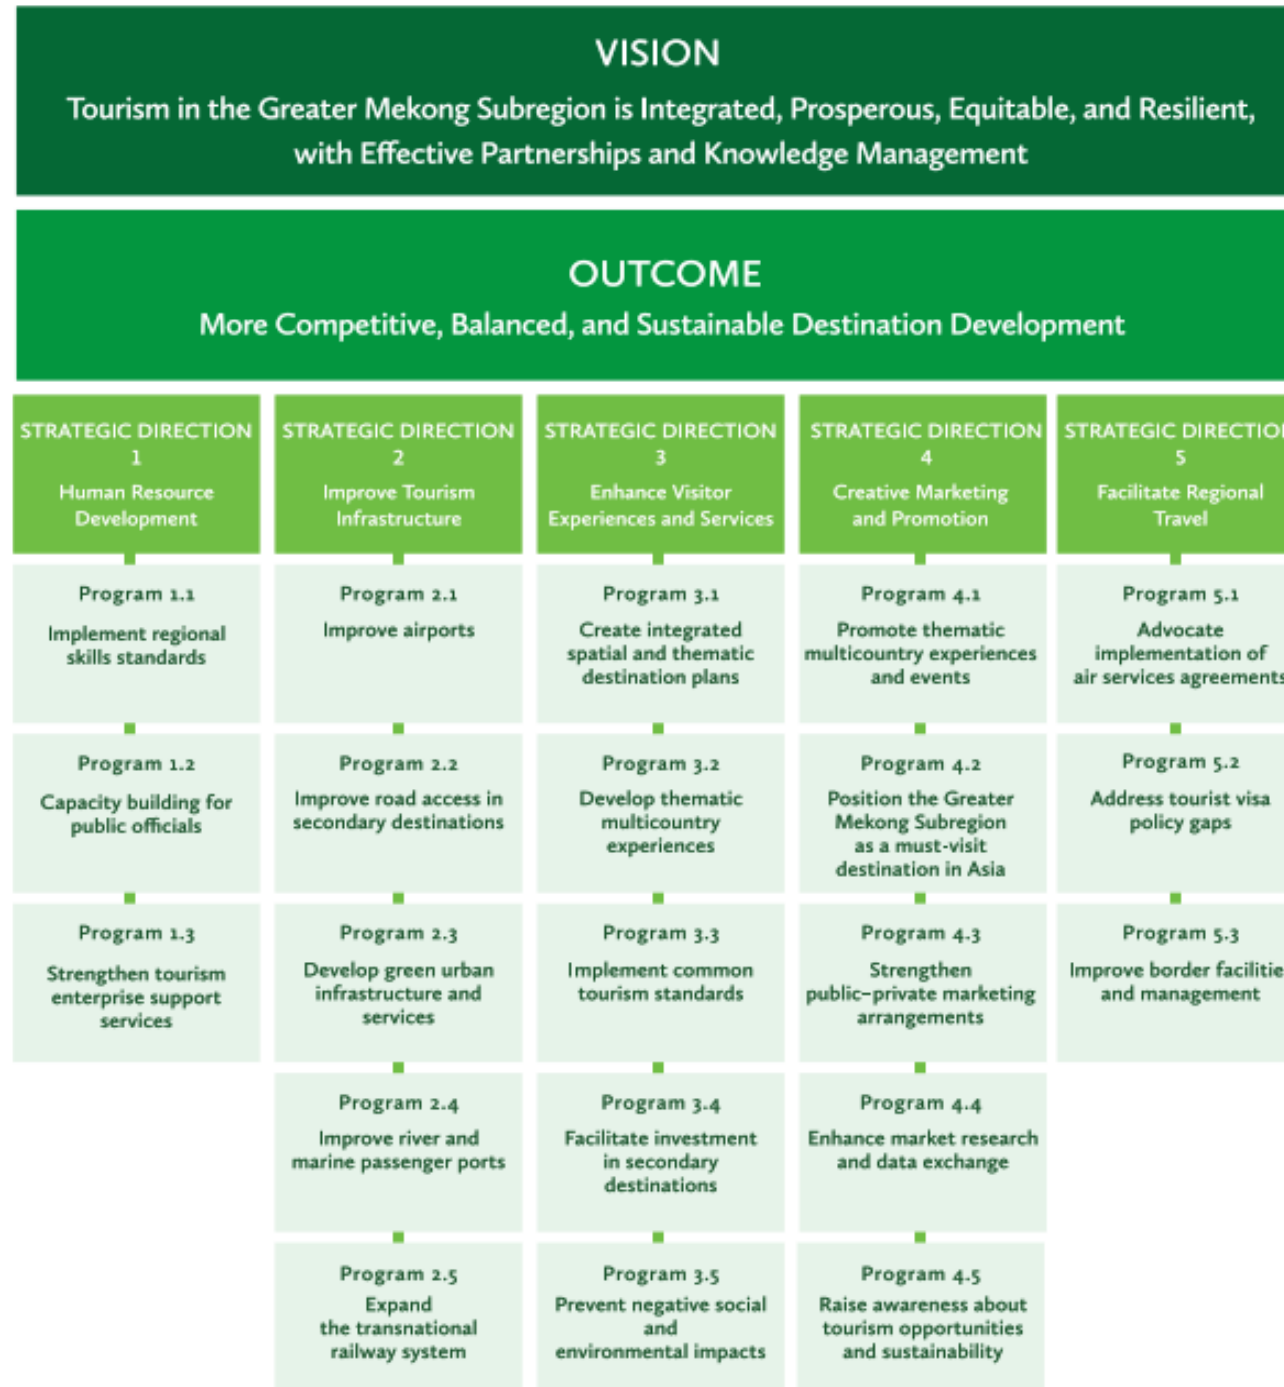 VISION
Tourism in the Greater Mekong Subregion is Integrated, Prosperous, Equitable, and Resilient,
with Effective Partnerships and Knowledge Management
OUTCOME
More Competitive, Balanced, and Sustainable Destination Development
STRATEGIC DIRECTION
1
Human Resource
Development
Program 1.1
Implement regional
skills standards
Program 1.2
Capacity building for
public officials
Program 1.3
Strengthen tourism
enterprise support
services
STRATEGIC DIRECTION
2
Improve Tourism
Infrastructure
Program 2.1
Improve airports
Program 2.2
Improve road access in
secondary destinations
Program 2.3
Develop green urban
infrastructure and
services
Program 2.4
Improve river and
marine passenger ports
Program 2.5
Expand
the transnational
railway system
STRATEGIC DIRECTION
3
Enhance Visitor
Experiences and Services
Program 3.1
Create integrated
spatial and thematic
destination plans
Program 3.2
Develop thematic
multicountry
experiences
Program 3.3
Implement common
tourism standards
Program 3.4
Facilitate investment
in secondary
destinations
Program 3.5
Prevent negative social
and
environmental impacts
STRATEGIC DIRECTION
4
Creative Marketing
and Promotion
Program 4.1
Promote thematic
multicountry experiences
and events
Program 4.2
Position the Greater
Mekong Subregion
as a must-visit
destination in Asia
Program 4.3
Strengthen
public–private marketing
arrangements
Program 4.4
Enhance market research
and data exchange
Program 4.5
Raise awareness about
tourism opportunities
and sustainability
STRATEGIC DIRECTIO
5
Facilitate Regional
Travel
Program 5.1
Advocate
implementation of
air services agreements
Program 5.2
Address tourist visa
policy gaps
Program 5.3
Improve border facilitie
and management